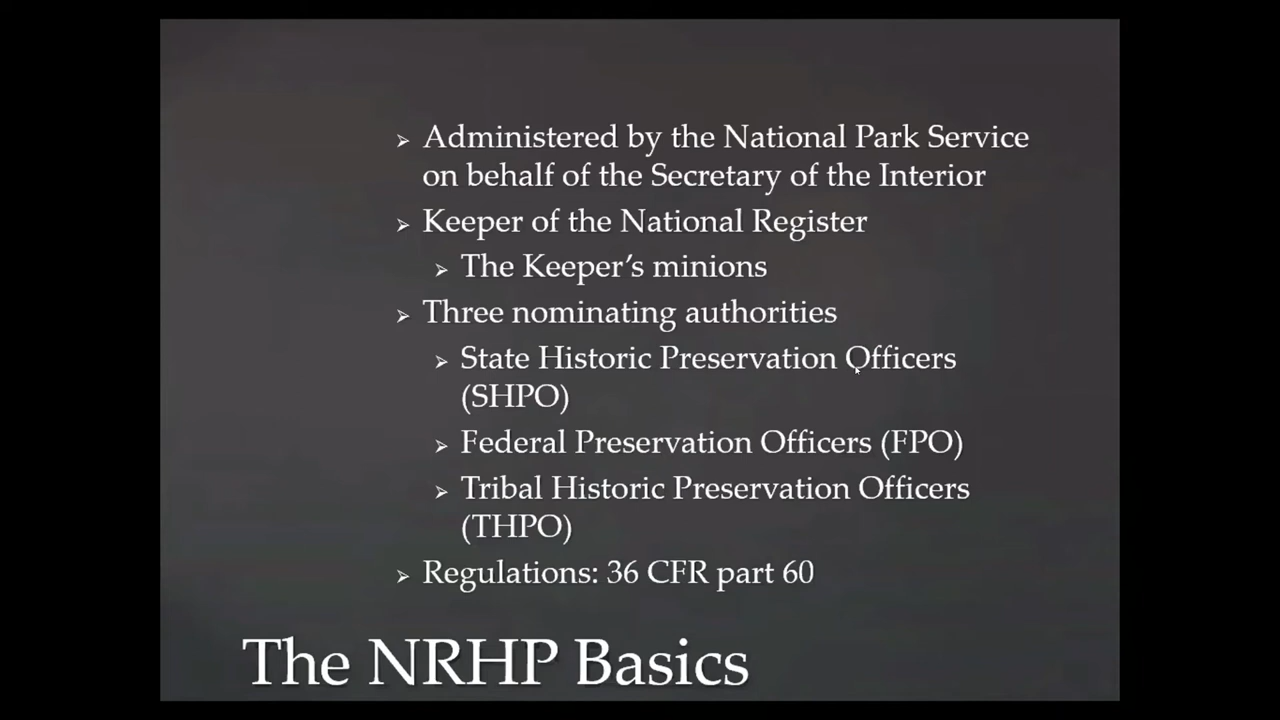 ➢ Administered by the National Park Service
on behalf of the Secretary of the Interior
➢ Keeper of the National Register
➢ The Keeper’s minions
➢ Three nominating authorities
➢ State Historic Preservation Officers
(SHPO)
➢ Federal Preservation Officers (FPO)
➢ Tribal Historic Preservation Officers
(THPO)
➢ Regulations: 36 CFR part 60
The NRHP Basics